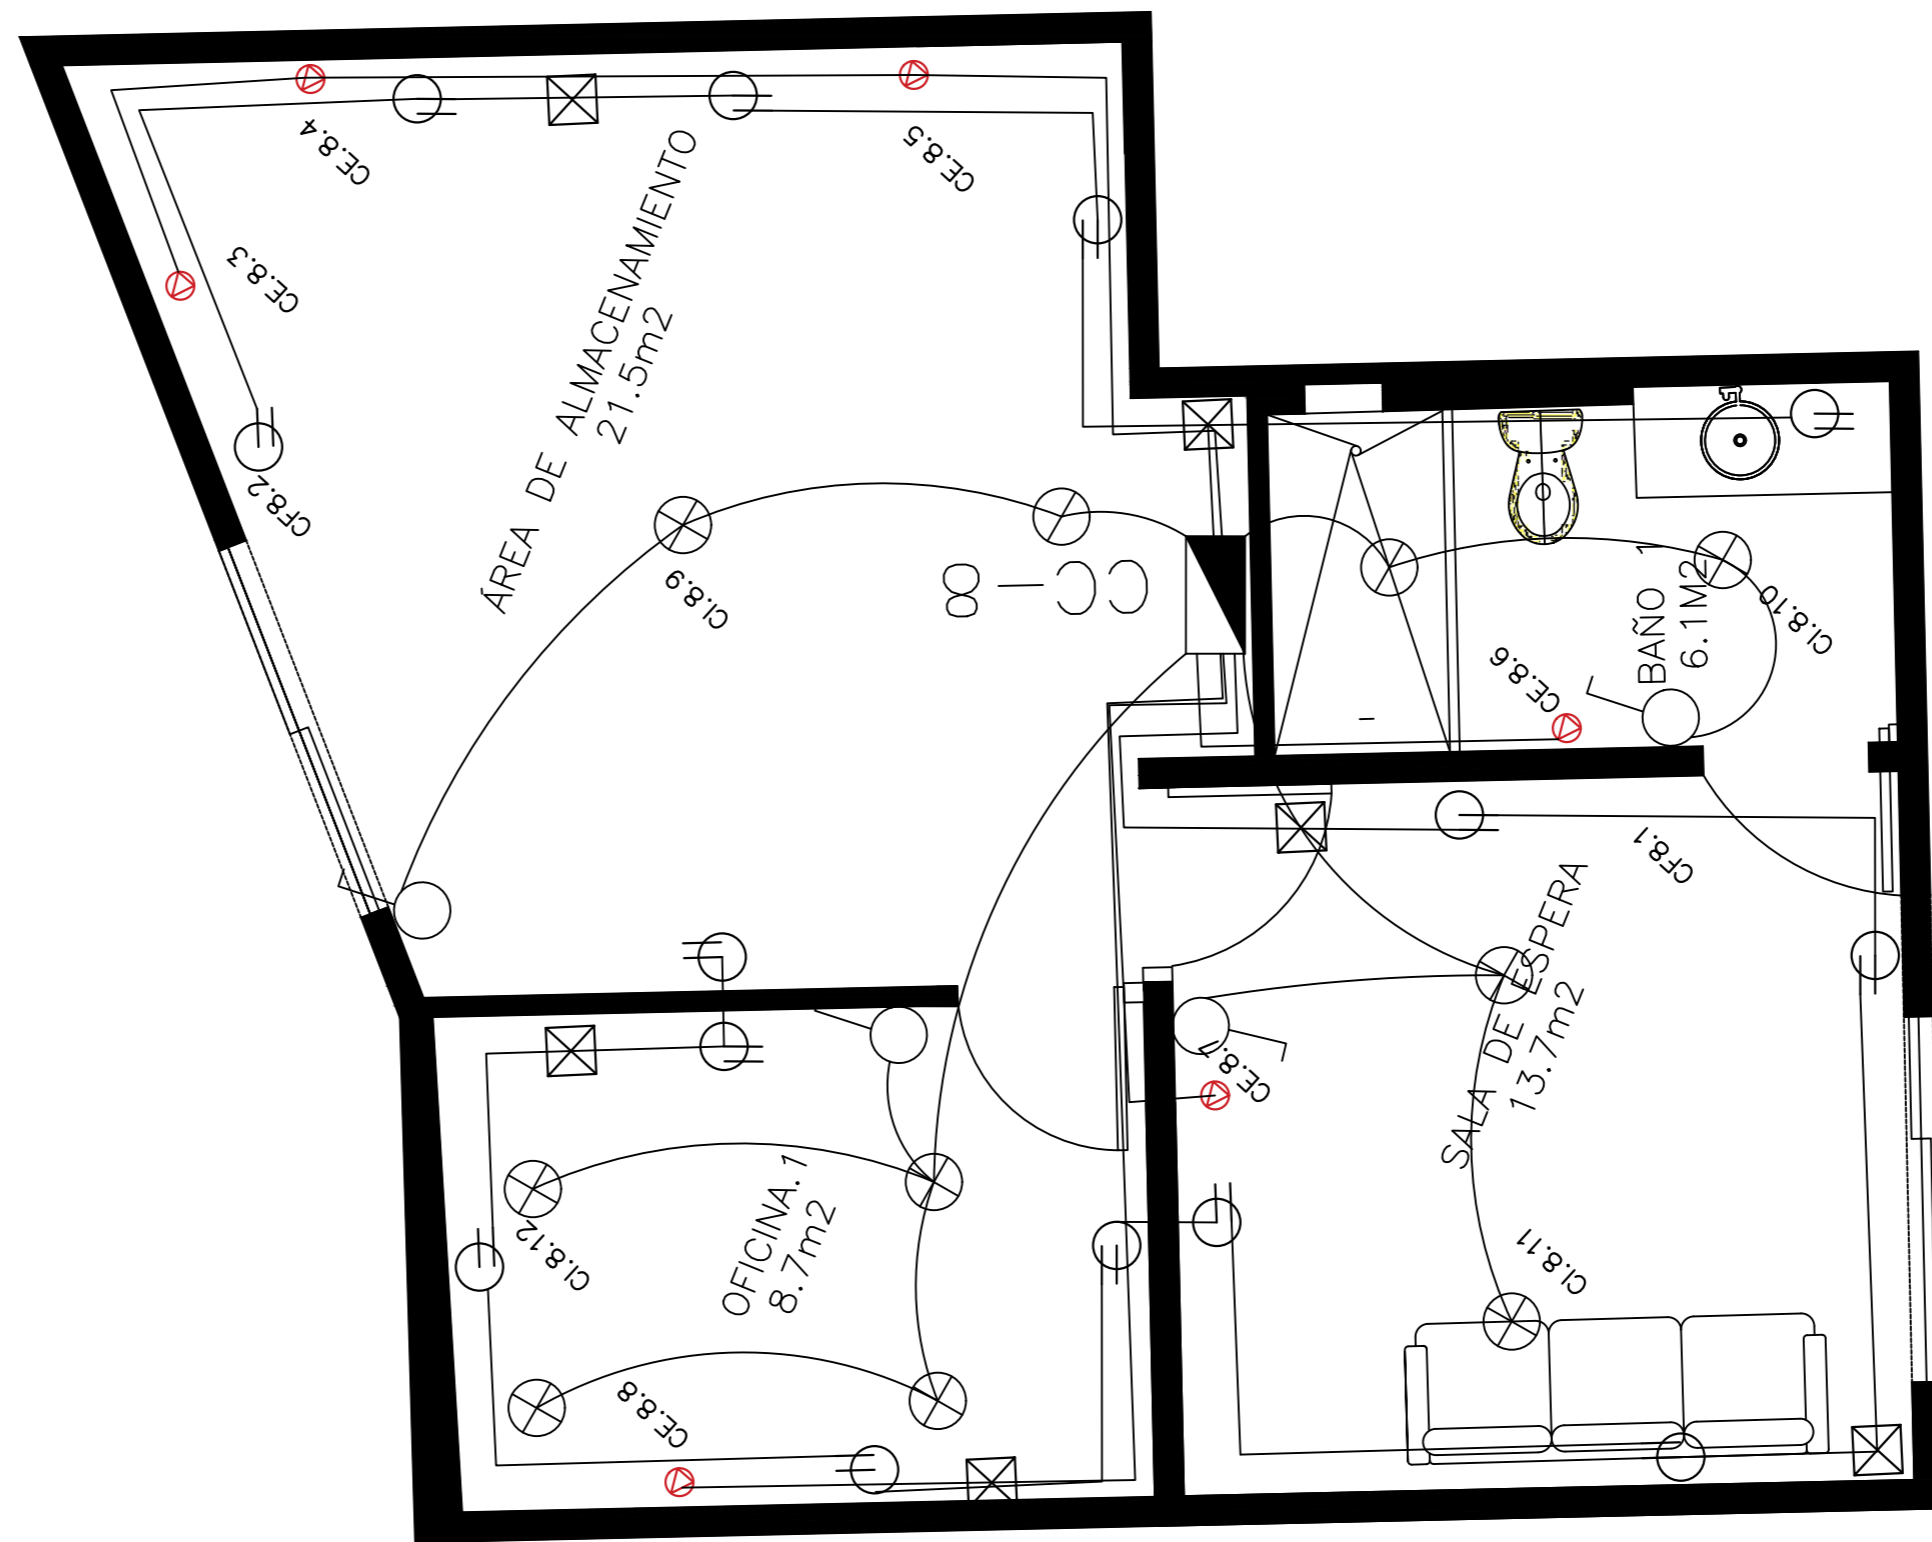 CE.8.4
CE.8.5
CE.8.3
CF8.2
ÁREA DE ALMACENAMIENTO
21.5m2
CI.8.9
CC-8
BAÑO 1
6.1M2
CI.8.10
CE.8.6
CF8.1
SALA DE ESPERA
13.7m2
CE.8.7
CI.8.11
OFICINA.1
8.7m2
CI.8.12
CE.8.8